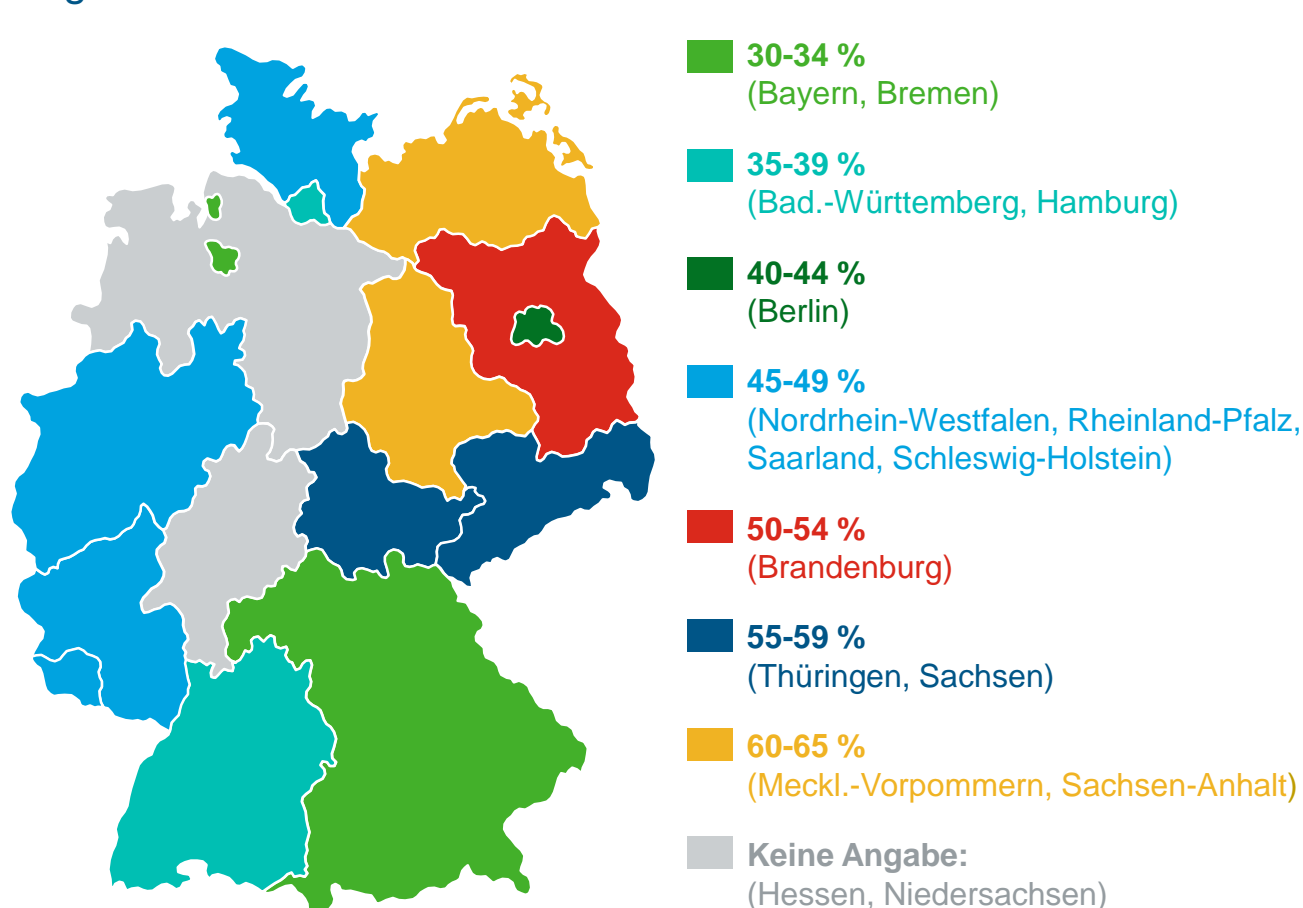 30-34 %
(Bayern, Bremen)
35-39 %
(Bad.-Württemberg, Hamburg)
40-44 %
(Berlin)
45-49 %
(Nordrhein-Westfalen, Rheinland-Pfalz,
Saarland, Schleswig-Holstein)
50-54 %
(Brandenburg)
55-59 %
(Thüringen, Sachsen)
60-65 %
(Meckl.-Vorpommern, Sachsen-Anhalt)
Keine Angabe:
(Hessen, Niedersachsen)